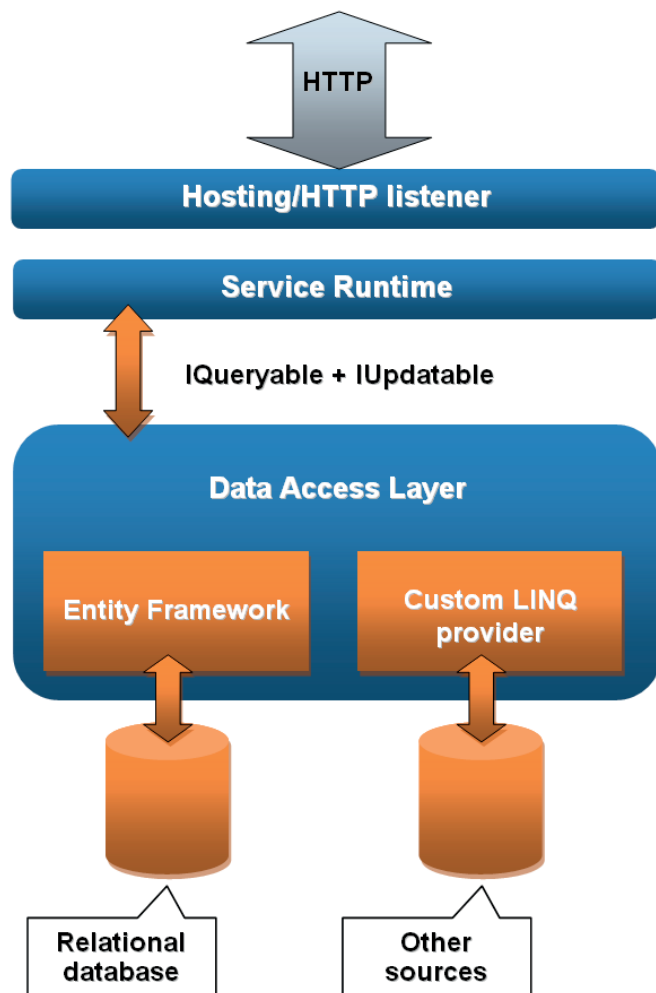 HTTP
Hosting/HTTP listener
Service Runtime
IQueryable + IUpdatable
Data Access Layer
Entity Framework
Custom LINQ
provider
Relational
database
Other
sources